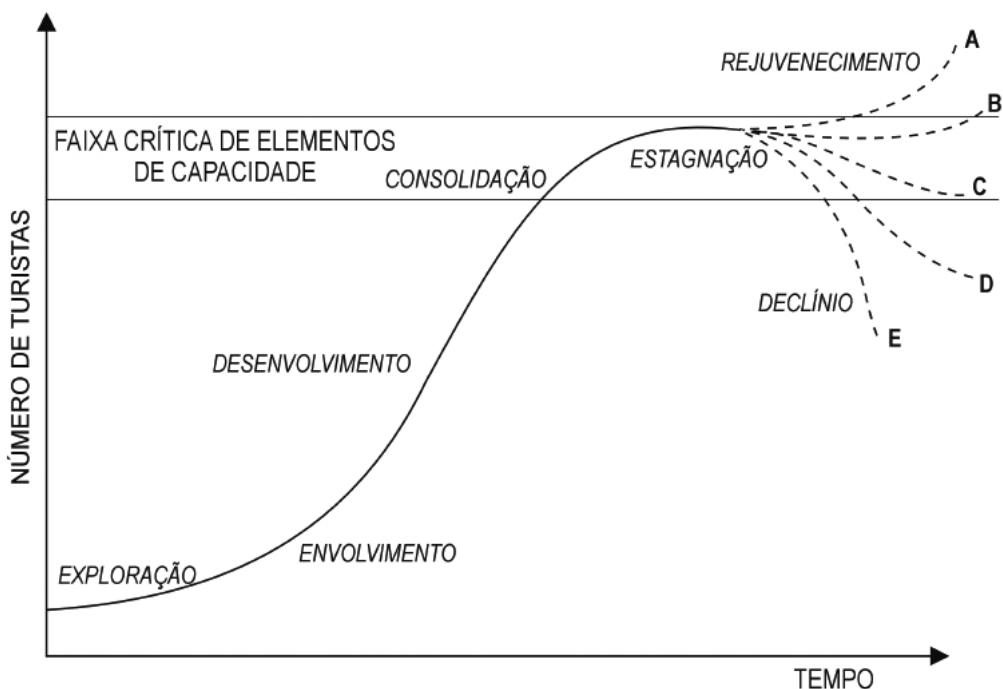 A
REJUVENECIMENTO
B
FAIXA CRÍTICA DE ELEMENTOS
DE CAPACIDADE
ESTAGNAÇÃO
CONSOLIDAÇÃO
C
NÚMERO DE TURISTAS
D
DECLÍNIO
E
DESENVOLVIMENTO
ENVOLVIMENTO
EXPLORAÇÃO
TEMPO